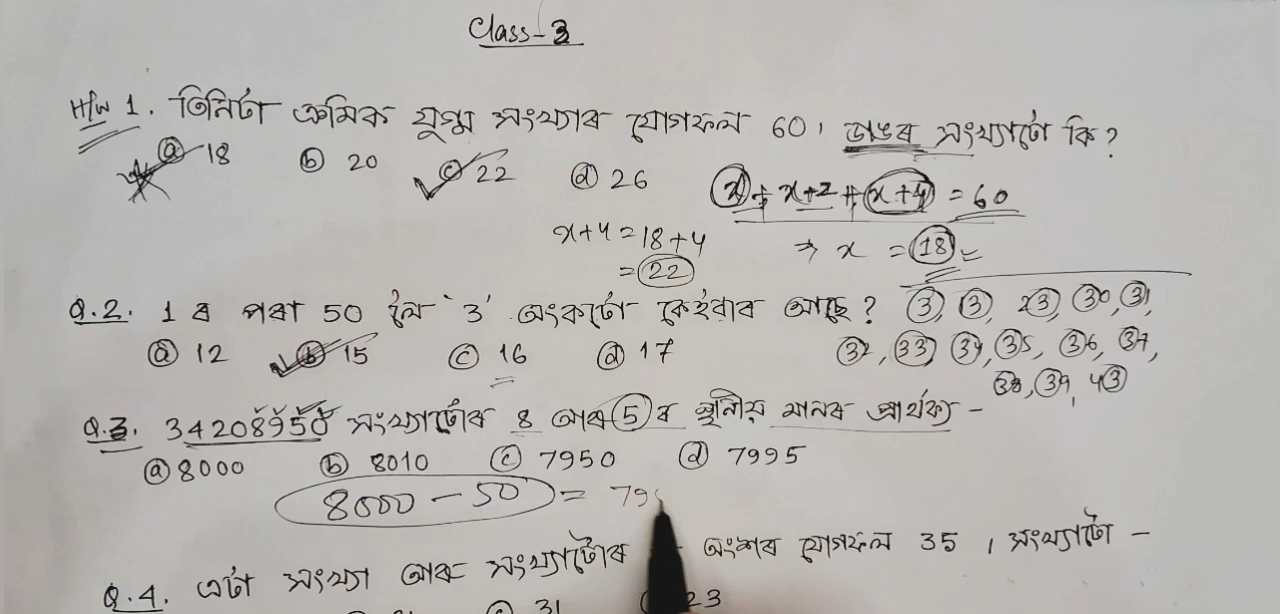 Class-3
H/W 1. তিনিটা ক্ৰমিক যুগ্ম সংখ্যাৰ যোগফল 60, ডাঙৰ সংখ্যাটো কি?
ⓐ 18 ⓑ 20 ⓒ 22 ⓓ 26
x + x+2 + (x+4) = 60
x+4 = 18+4
⇒ x = 18
= 22
Q.2. 1 ৰ পৰা 50 লৈ '3' অংকটো কেইবাৰ আছে? 3, 13, 23, 30, 31,
ⓐ 12 ⓑ 15 ⓒ 16 ⓓ 17
32, 33, 34, 35, 36, 37,
38, 39, 43
Q.3. 34208950 সংখ্যাটোৰ 8 আৰু 5 ৰ স্থানীয় মানৰ পাৰ্থক্য -
ⓐ 8000 ⓑ 8010 ⓒ 7950 ⓓ 7995
8000 - 50 = 79
Q.4. এটা সংখ্যা আৰু সংখ্যাটোৰ অংশৰ যোগফল 35, সংখ্যাটো -
ⓒ 31 23